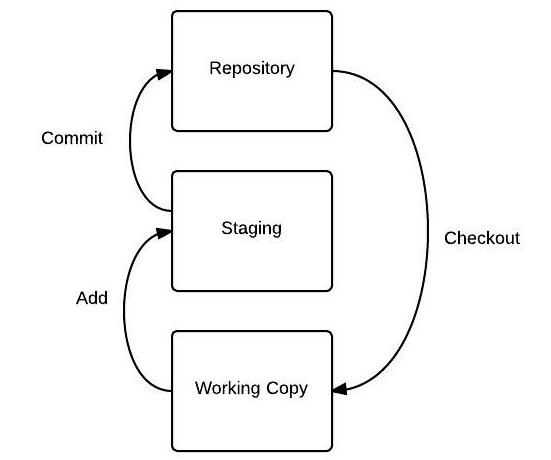 Repository
Commit
Staging
Checkout
Add
Working Copy